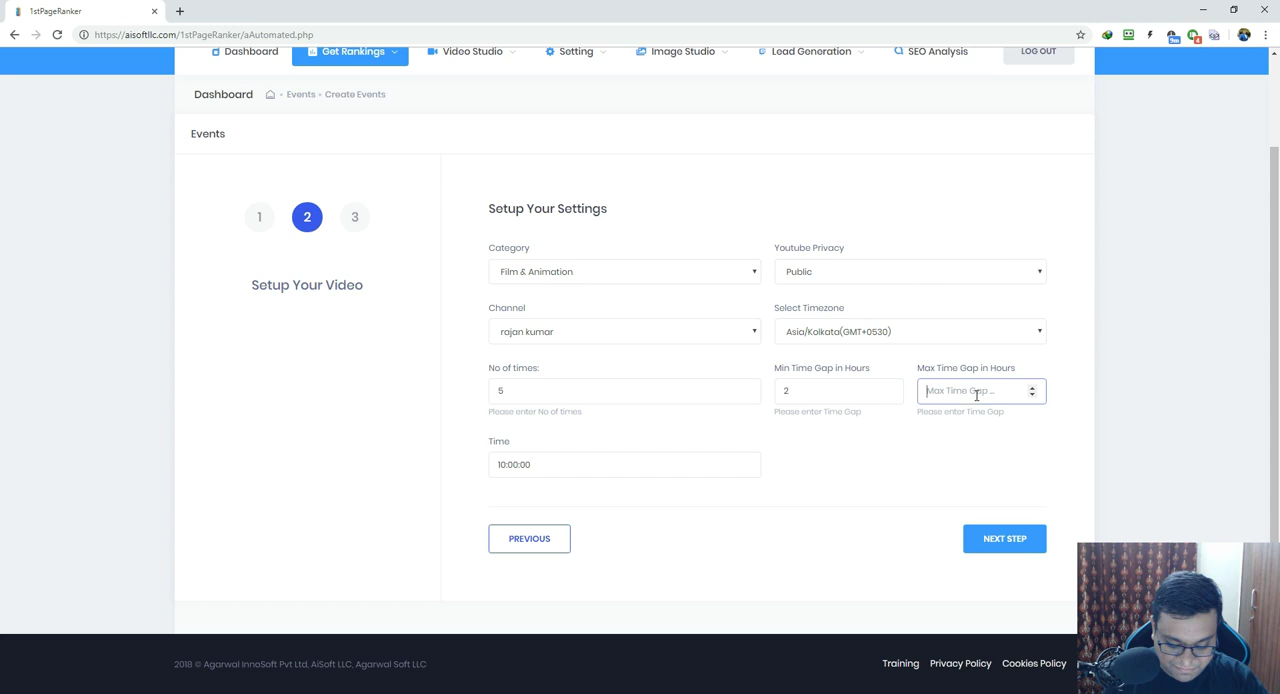 1stPageRanker
https://aisoftllc.com/1stPageRanker/aAutomated.php
Dashboard Get Rankings Video Studio Setting Image Studio Lead Generation SEO Analysis LOG OUT
Dashboard Events Create Events
Events
1 2 3
Setup Your Video
Setup Your Settings
Category Youtube Privacy
Film & Animation Public
Channel Select Timezone
rajan kumar Asia/Kolkata(GMT+0530)
No of times: Min Time Gap in Hours Max Time Gap in Hours
5 2 Max Time Gap ...
Please enter No of times Please enter Time Gap Please enter Time Gap
Time
10:00:00
PREVIOUS NEXT STEP
2018 © Agarwal InnoSoft Pvt Ltd, AiSoft LLC, Agarwal Soft LLC Training Privacy Policy Cookies Policy